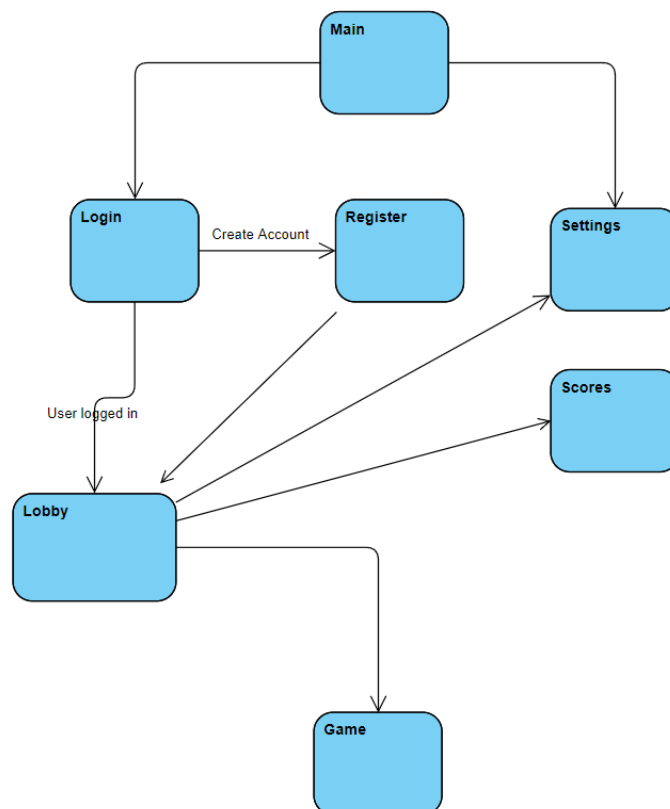 Main
Login
Create Account
Register
Settings
Scores
User logged in
Lobby
Game